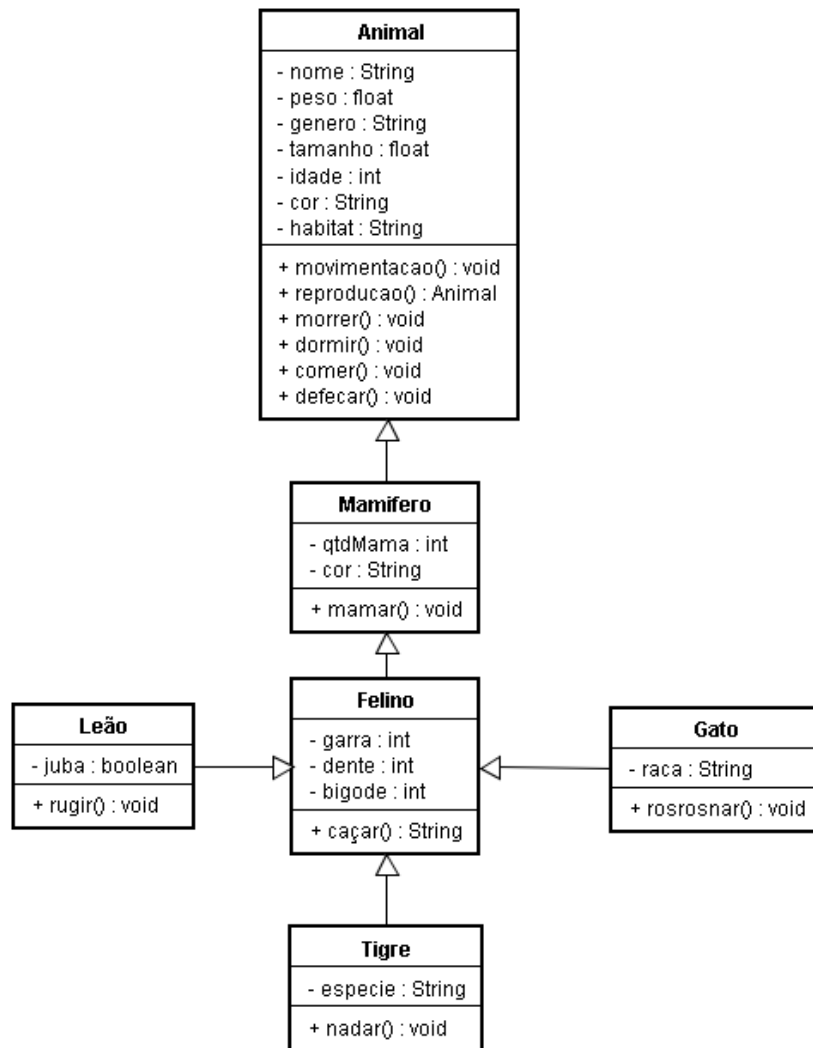 Animal
- nome : String
- peso : float
- genero : String
- tamanho : float
- idade : int
- cor : String
- habitat : String
+ movimentacao() : void
+ reproducao() : Animal
+ morrer() : void
+ dormir() : void
+ comer() : void
+ defecar() : void
Mamifero
- qtdMama : int
- cor : String
+ mamar() : void
Leão
- juba : boolean
+ rugir() : void
Felino
- garra : int
- dente : int
- bigode : int
+ caçar() : String
Gato
- raca : String
+ rosrosnar() : void
Tigre
- especie : String
+ nadar() : void